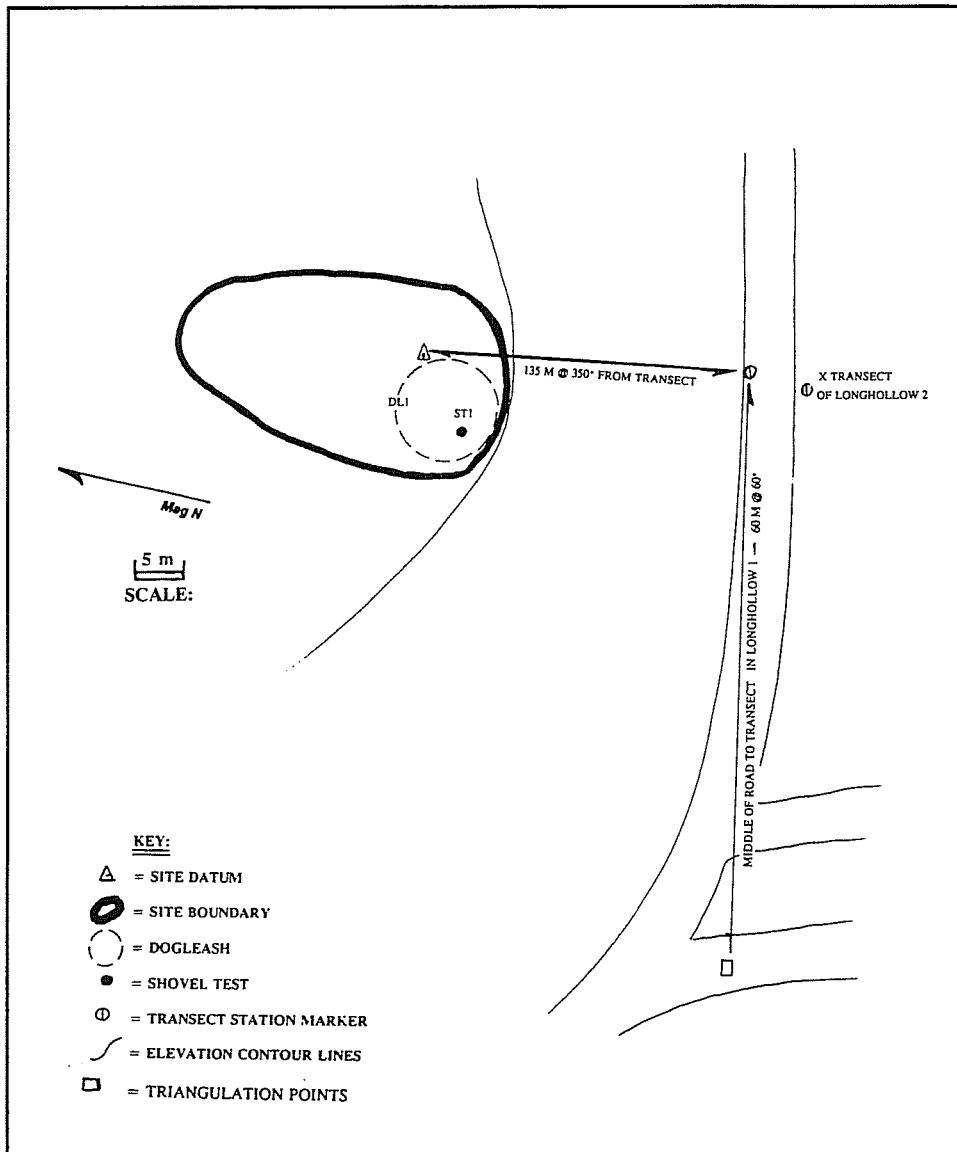 135 M @ 350° FROM TRANSECT
X TRANSECT
OF LONGHOLLOW 2
DL1
ST1
Mag N
5 m
SCALE:
MIDDLE OF ROAD TO TRANSECT IN LONGHOLLOW 1 — 60 M @ 60°
KEY:
= SITE DATUM
= SITE BOUNDARY
= DOGLEASH
= SHOVEL TEST
= TRANSECT STATION MARKER
= ELEVATION CONTOUR LINES
= TRIANGULATION POINTS